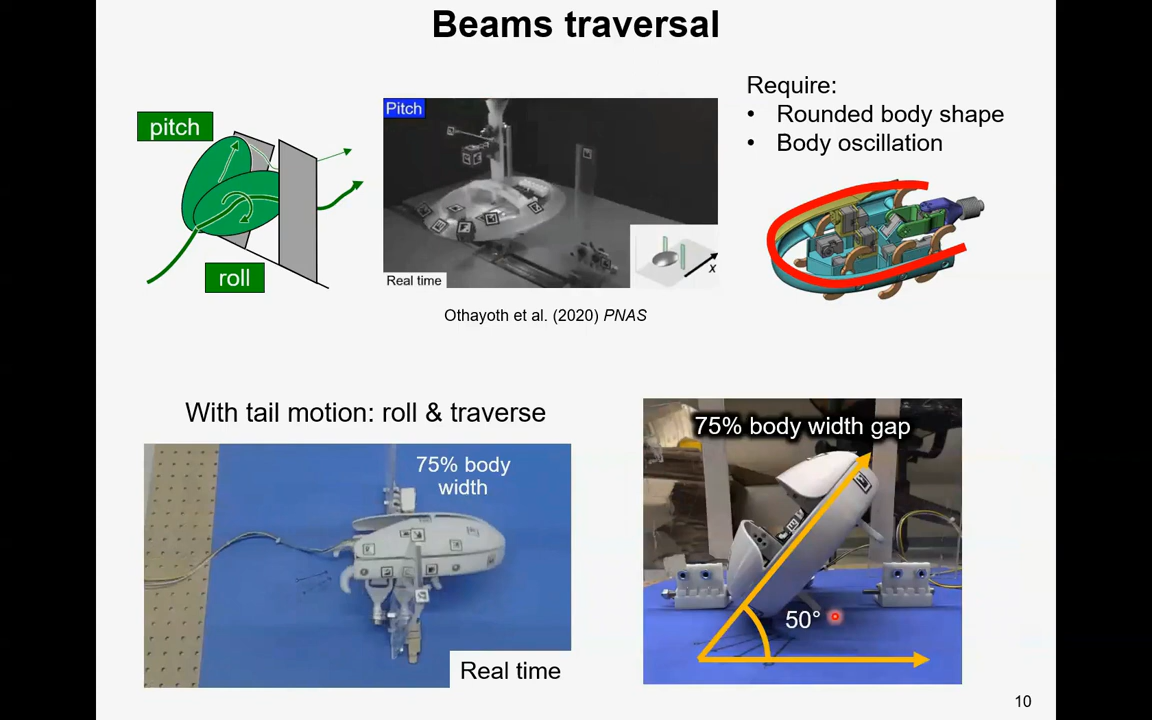 Beams traversal
pitch
roll
Pitch
Real time
x
Othayoth et al. (2020) PNAS
Require:
• Rounded body shape
• Body oscillation
With tail motion: roll & traverse
75% body
width
Real time
75% body width gap
50°
10